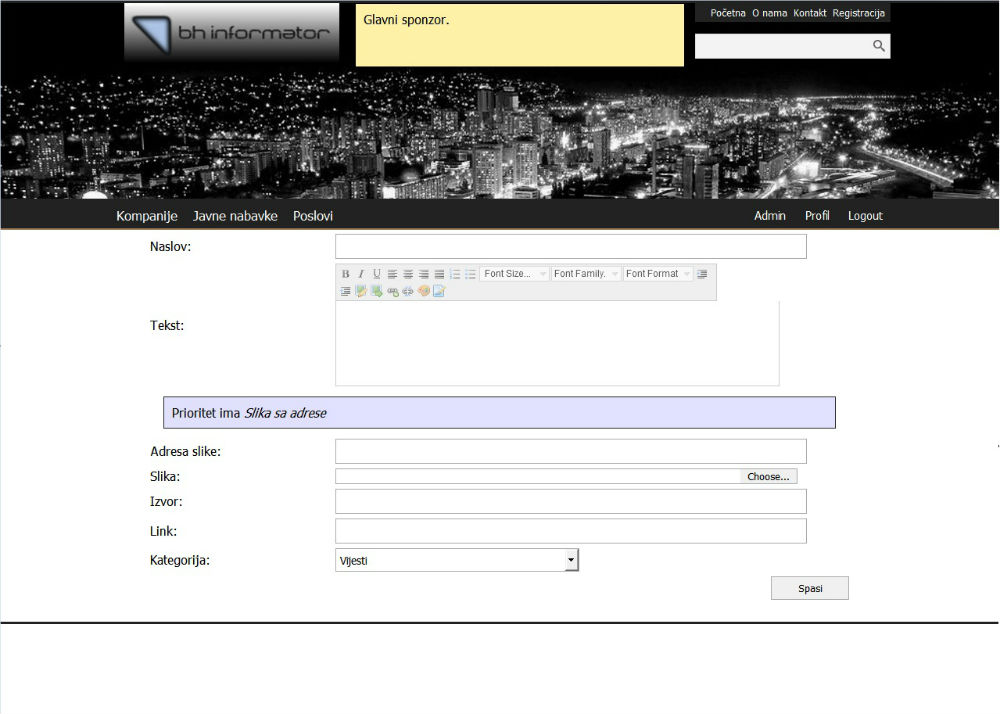 bh informator
Glavni sponzor.
Početna O nama Kontakt Registracija
Kompanije Javne nabavke Poslovi
Admin Profil Logout
Naslov:
B I U Font Size... Font Family. Font Format
Tekst:
Prioritet ima Slika sa adrese
Adresa slike:
Slika: Choose...
Izvor:
Link:
Kategorija: Vijesti
Spasi